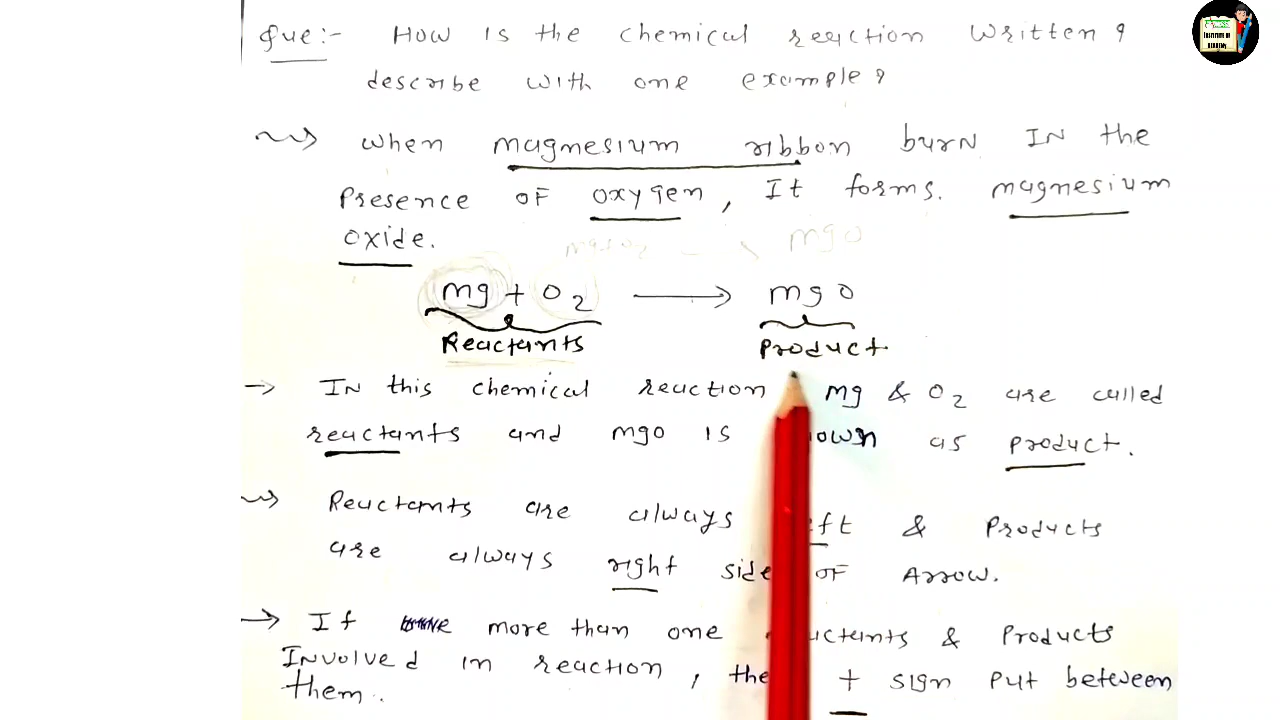 Que:- How is the chemical reaction written ?
describe with one example ?
when magnesium ribbon burn IN the
Presence OF oxygen, It forms. magnesium
oxide.
mgo
mg + O2 → mgo
Reactants Product
→ IN this chemical reaction mg & O2 are called
reactants and mgo is as product.
Reactants are always & Products
are always right side OF Arrow.
→ If more than one & Products
Involved in reaction, + sign put between
them.